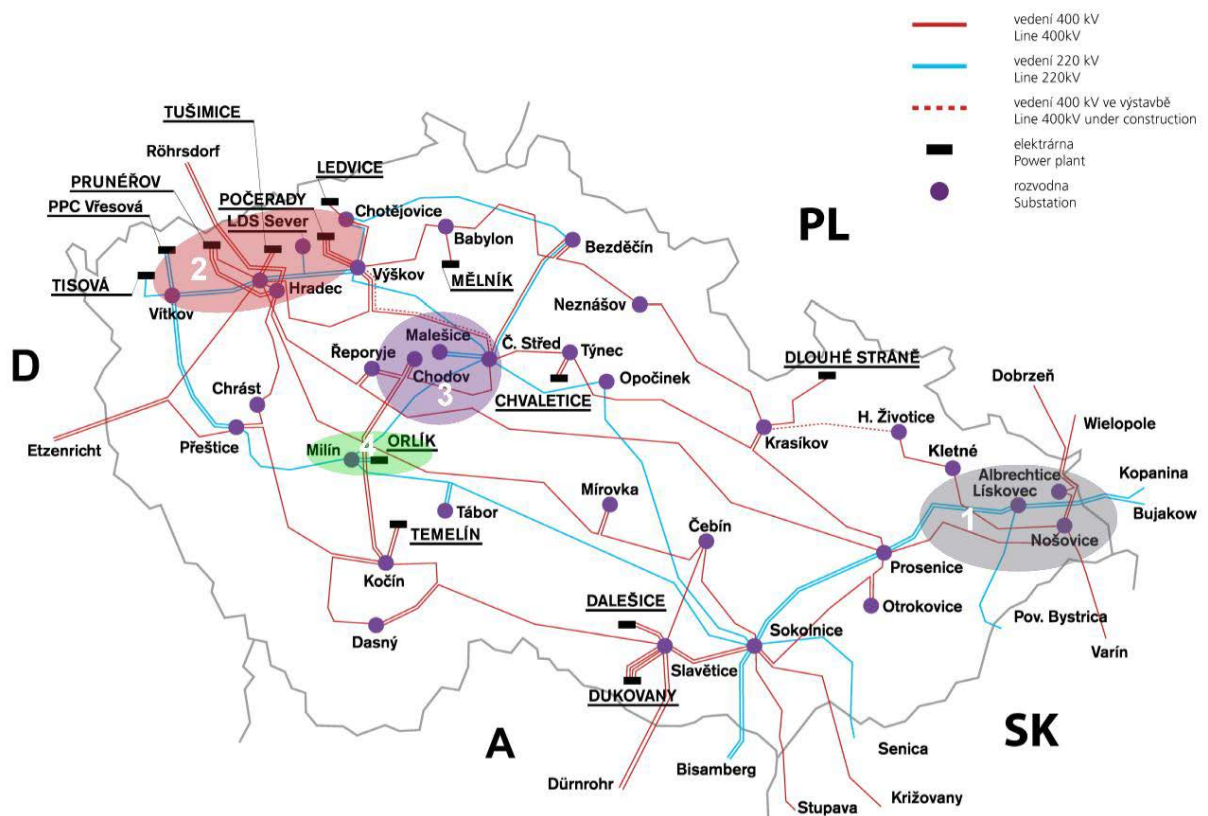 vedení 400 kV
Line 400kV
vedení 220 kV
Line 220kV
vedení 400 kV ve výstavbě
Line 400kV under construction
elektrárna
Power plant
rozvodna
Substation
TUŠIMICE
Röhrsdorf
LEDVICE
PRUNÉŘOV
POČERADY
PPC Vřesová
LDS Sever
Chotějovice
Babylon
Bezděčín
PL
2
Výškov
MĚLNÍK
TISOVÁ
Hradec
Vítkov
Neznášov
D
Malešice
Č. Střed
Týnec
Řeporyje
Chodov
3
Opočinek
DLOUHÉ STRÁNĚ
Chrást
CHVALETICE
Dobrzeń
H. Životice
Wielopole
Etzenricht
Přeštice
Milín
4
ORLÍK
Krasíkov
Kletné
Albrechtice
Kopanina
Lískovec
Mírovka
1
Bujakow
Tábor
Čebín
Nošovice
TEMELÍN
Prosenice
Kočín
DALEŠICE
Otrokovice
Dasný
Sokolnice
Pov. Bystrica
Slavětice
Varín
DUKOVANY
A
SK
Senica
Bisamberg
Dürnrohr
Stupava
Križovany